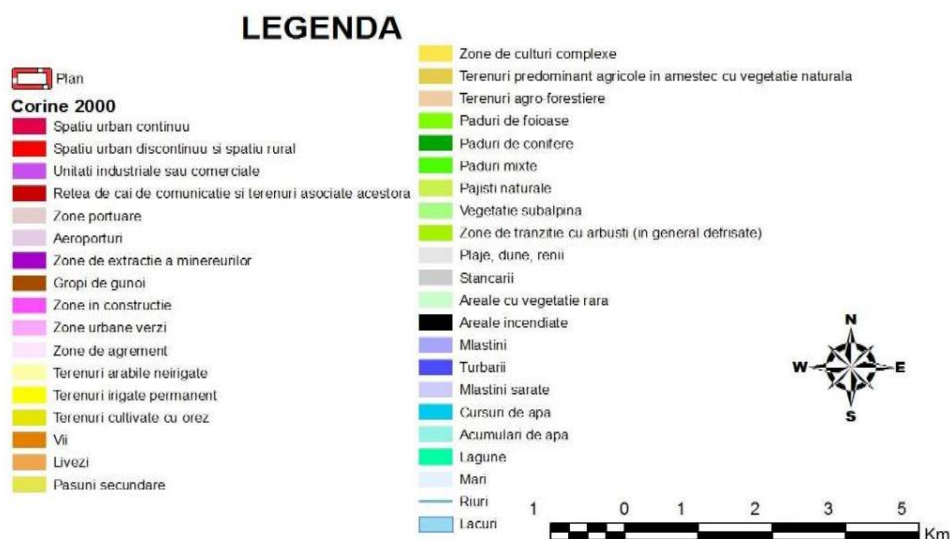 LEGENDA
Plan
Corine 2000
Spatiu urban continuu
Spatiu urban discontinuu si spatiu rural
Unitati industriale sau comerciale
Retea de cai de comunicatie si terenuri asociate acestora
Zone portuare
Aeroporturi
Zone de extractie a minereurilor
Gropi de gunoi
Zone in constructie
Zone urbane verzi
Zone de agrement
Terenuri arabile neirigate
Terenuri irigate permanent
Terenuri cultivate cu orez
Vii
Livezi
Pasuni secundare
Zone de culturi complexe
Terenuri predominant agricole in amestec cu vegetatie naturala
Terenuri agro-forestiere
Paduri de foioase
Paduri de conifere
Paduri mixte
Pajisti naturale
Vegetatie subalpina
Zone de tranzitie cu arbusti (in general defrisate)
Plaje, dune, renii
Stancarii
Areale cu vegetatie rara
Areale incendiate
Mlastini
Turbarii
Mlastini sarate
Cursuri de apa
Acumulari de apa
Lagune
Mari
Riuri
Lacuri
N
W E
S
1 0 1 2 3 5
Km